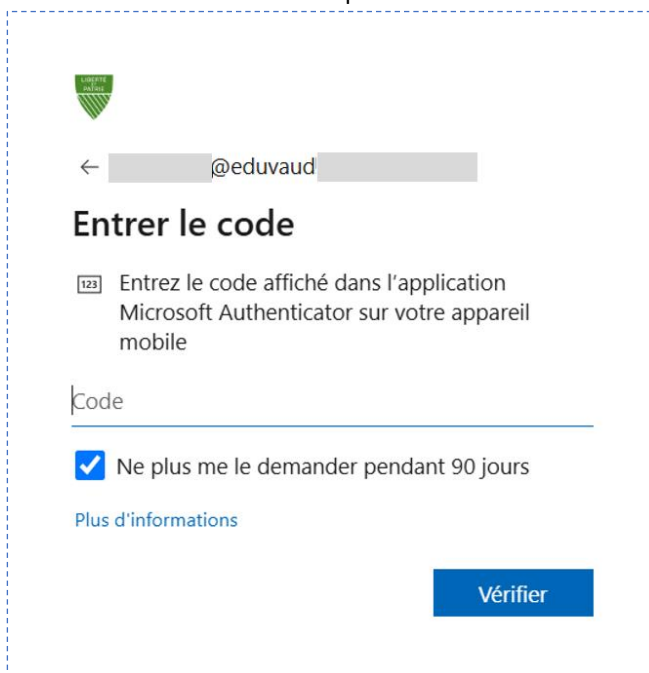 LIBERTÉ
ET
PATRIE
@eduvaud
Entrer le code
123
Entrez le code affiché dans l'application
Microsoft Authenticator sur votre appareil
mobile
Code
Ne plus me le demander pendant 90 jours
Plus d'informations
Vérifier